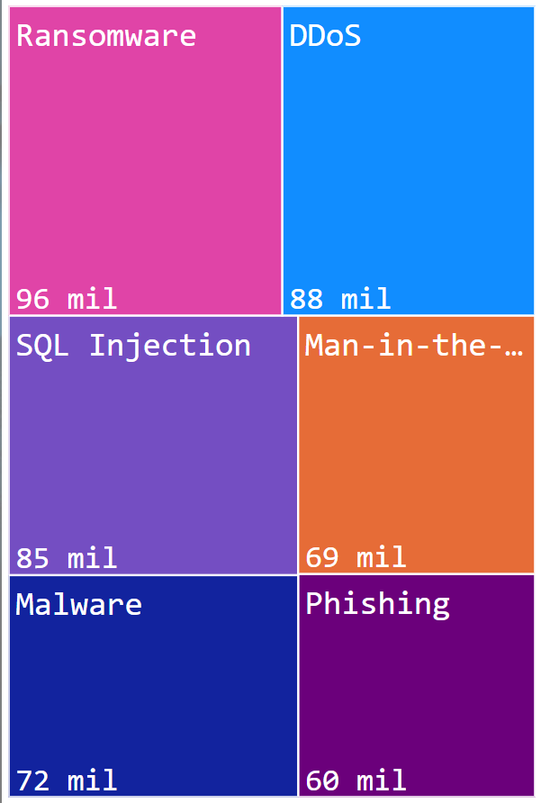 Ransomware
96 mil
DDoS
88 mil
SQL Injection
85 mil
Man-in-the-…
69 mil
Malware
72 mil
Phishing
60 mil